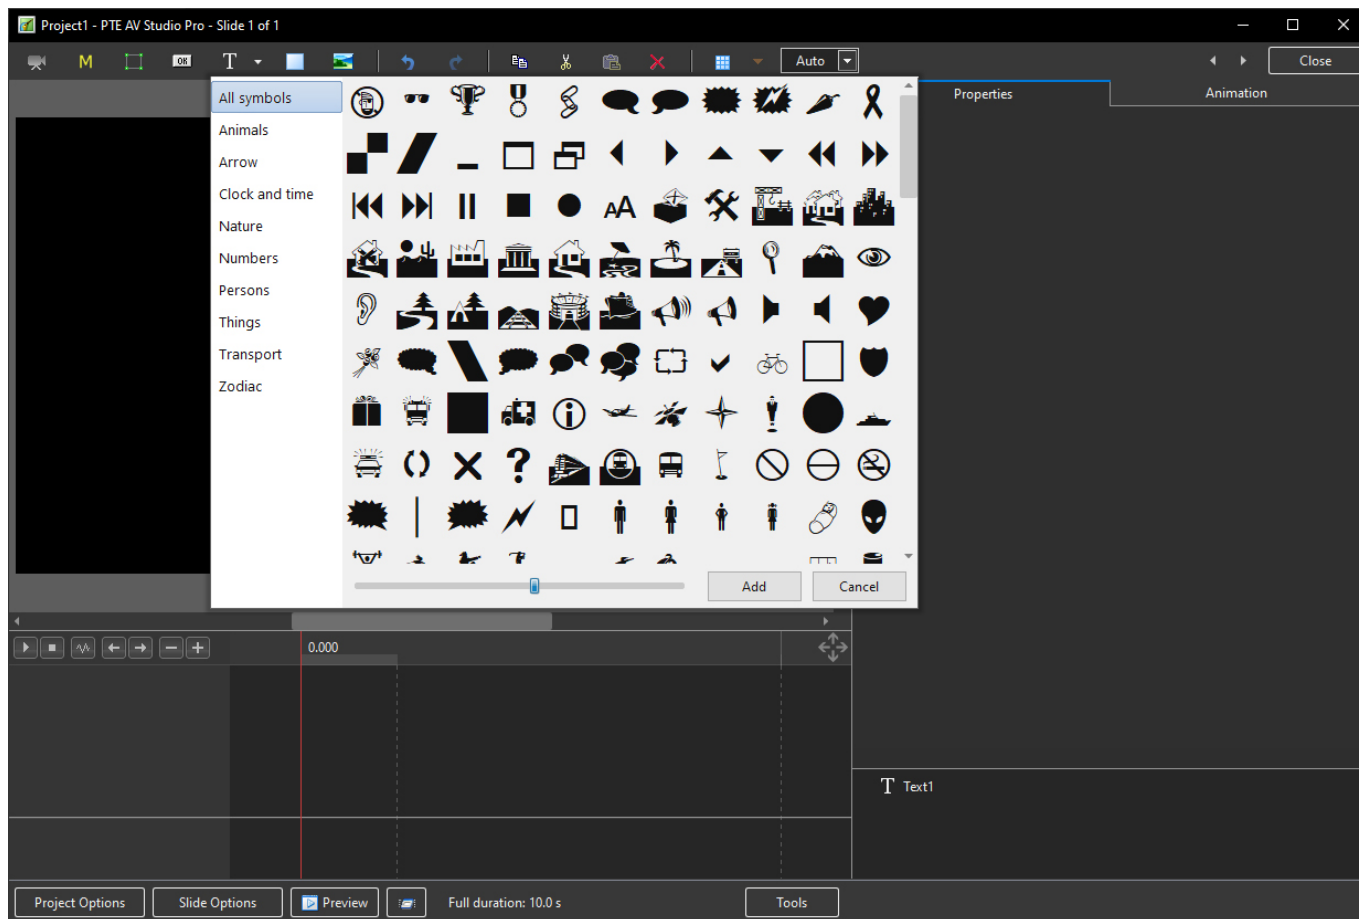 Project1 - PTE AV Studio Pro - Slide 1 of 1
M OK T Auto Close
All symbols
Animals
Arrow
Clock and time
Nature
Numbers
Persons
Things
Transport
Zodiac
AA
Add Cancel
Properties Animation
0.000
T Text1
Project Options Slide Options Preview Full duration: 10.0 s Tools